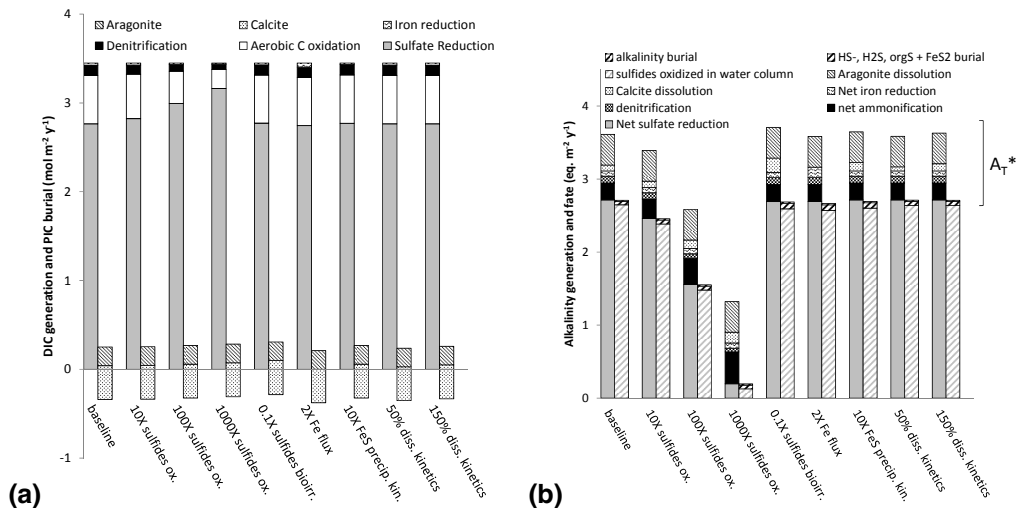 Aragonite Calcite Iron reduction
Denitrification Aerobic C oxidation Sulfate Reduction
DIC generation and PIC burial (mol m⁻² y⁻¹)
4
3
2
1
0
-1
baseline
10X sulfides ox.
100X sulfides ox.
1000X sulfides ox.
0.1X sulfides bioirr.
2X Fe flux
10X FeS precip. kin.
50% diss. kinetics
150% diss. kinetics
(a)
alkalinity burial HS-, H2S, orgS + FeS2 burial
sulfides oxidized in water column Aragonite dissolution
Calcite dissolution Net iron reduction
denitrification net ammonification
Net sulfate reduction
Alkalinity generation and fate (eq. m⁻² y⁻¹)
4
3
2
1
0
A_T*
baseline
10X sulfides ox.
100X sulfides ox.
1000X sulfides ox.
0.1X sulfides bioirr.
2X Fe flux
10X FeS precip. kin.
50% diss. kinetics
150% diss. kinetics
(b)